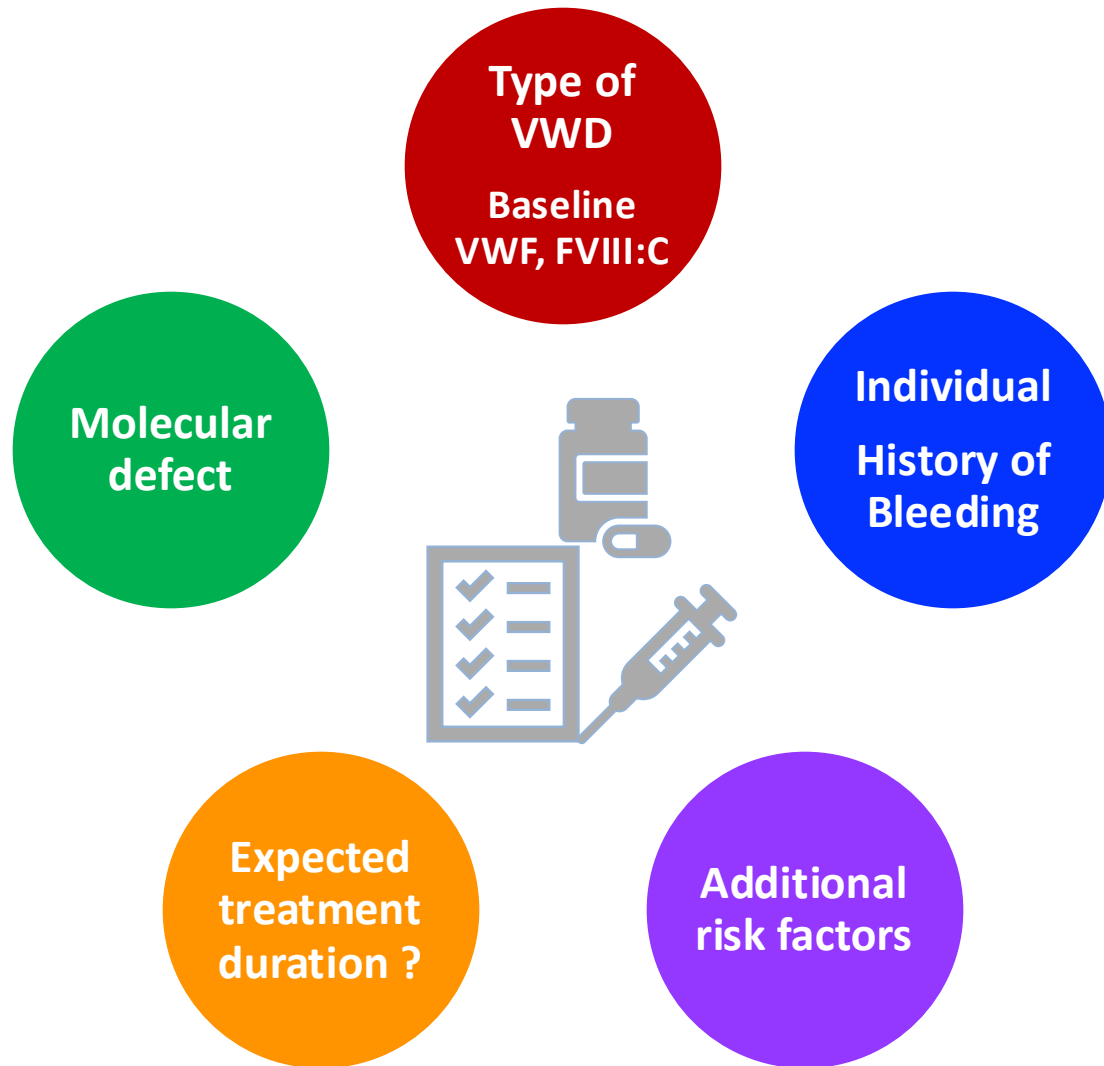 Type of
VWD
Baseline
VWF, FVIII:C
Individual
History of
Bleeding
Additional
risk factors
Expected
treatment
duration ?
Molecular
defect